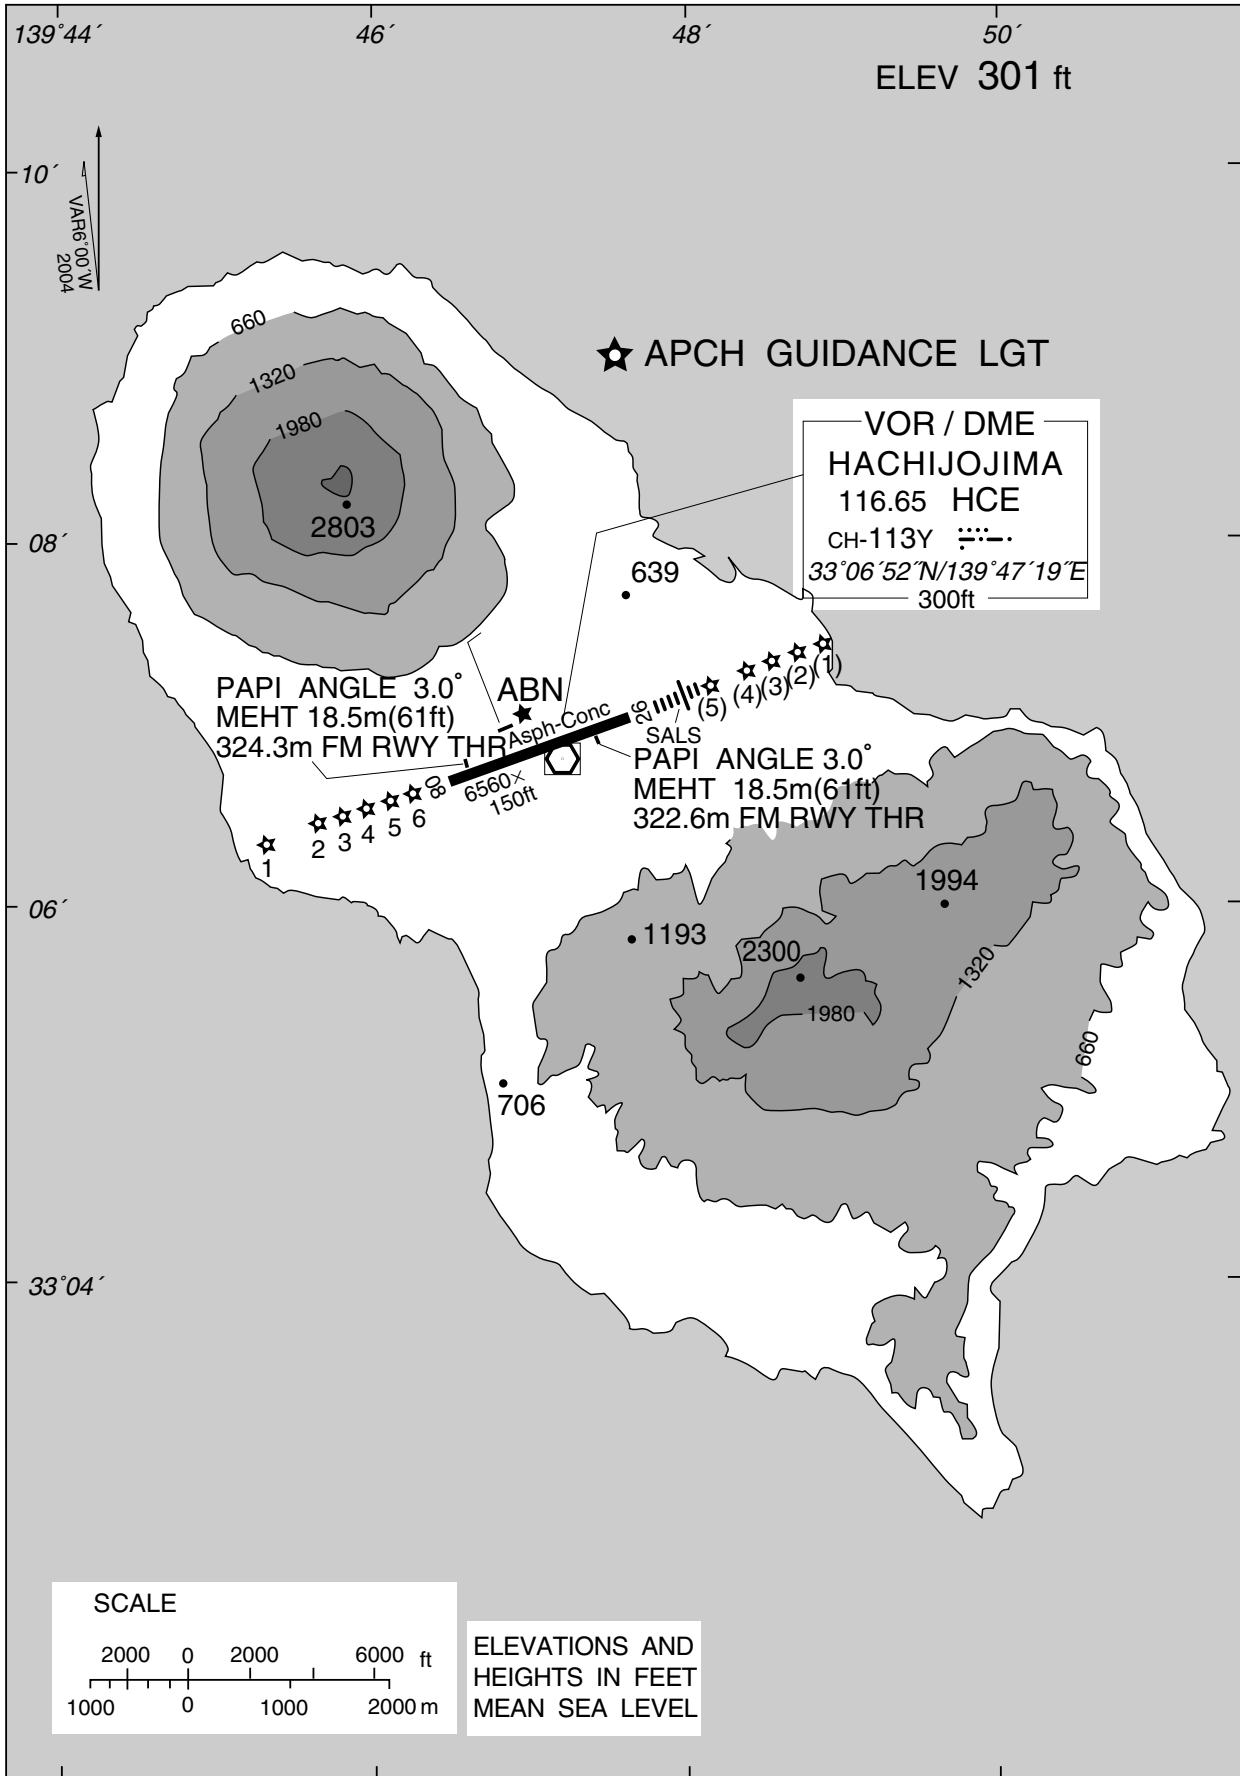 139°44´ 46´ 48´ 50´
ELEV 301 ft
10´
VAR6°00´W
2004
660
1320
1980
2803
APCH GUIDANCE LGT
VOR / DME
HACHIJOJIMA
116.65 HCE
CH-113Y
33°06´52˝N/139°47´19˝E
300ft
08´
639
PAPI ANGLE 3.0°
MEHT 18.5m(61ft)
324.3m FM RWY THR
ABN
Asph-Conc
26
SALS
(5) (4) (3) (2) (1)
08
6560×
150ft
PAPI ANGLE 3.0°
MEHT 18.5m(61ft)
322.6m FM RWY THR
1 2 3 4 5 6
06´
1994
1193
2300
1320
1980
660
706
33°04´
SCALE
2000 0 2000 6000 ft
1000 0 1000 2000 m
ELEVATIONS AND
HEIGHTS IN FEET
MEAN SEA LEVEL